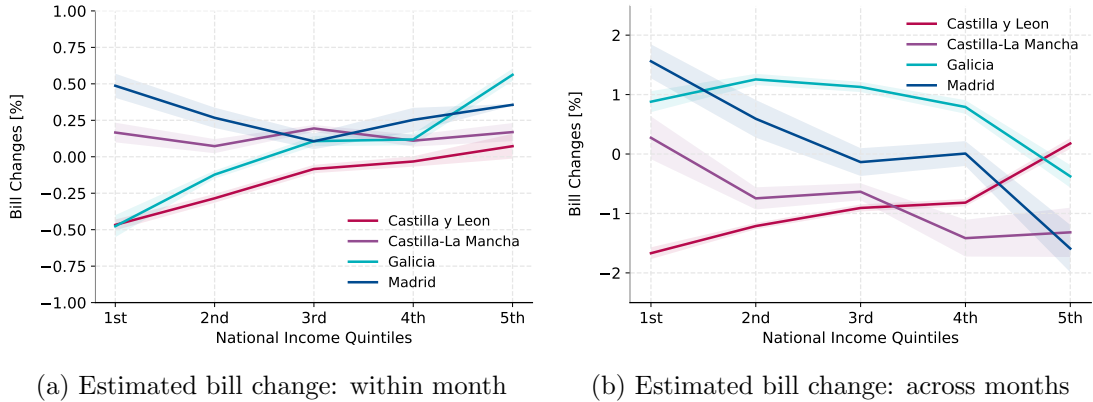 1.00
0.75
0.50
0.25
0.00
−0.25
−0.50
−0.75
−1.00
Bill Changes [%]
Castilla y Leon
Castilla-La Mancha
Galicia
Madrid
1st 2nd 3rd 4th 5th
National Income Quintiles
(a) Estimated bill change: within month
2
1
0
−1
−2
Bill Changes [%]
Castilla y Leon
Castilla-La Mancha
Galicia
Madrid
1st 2nd 3rd 4th 5th
National Income Quintiles
(b) Estimated bill change: across months